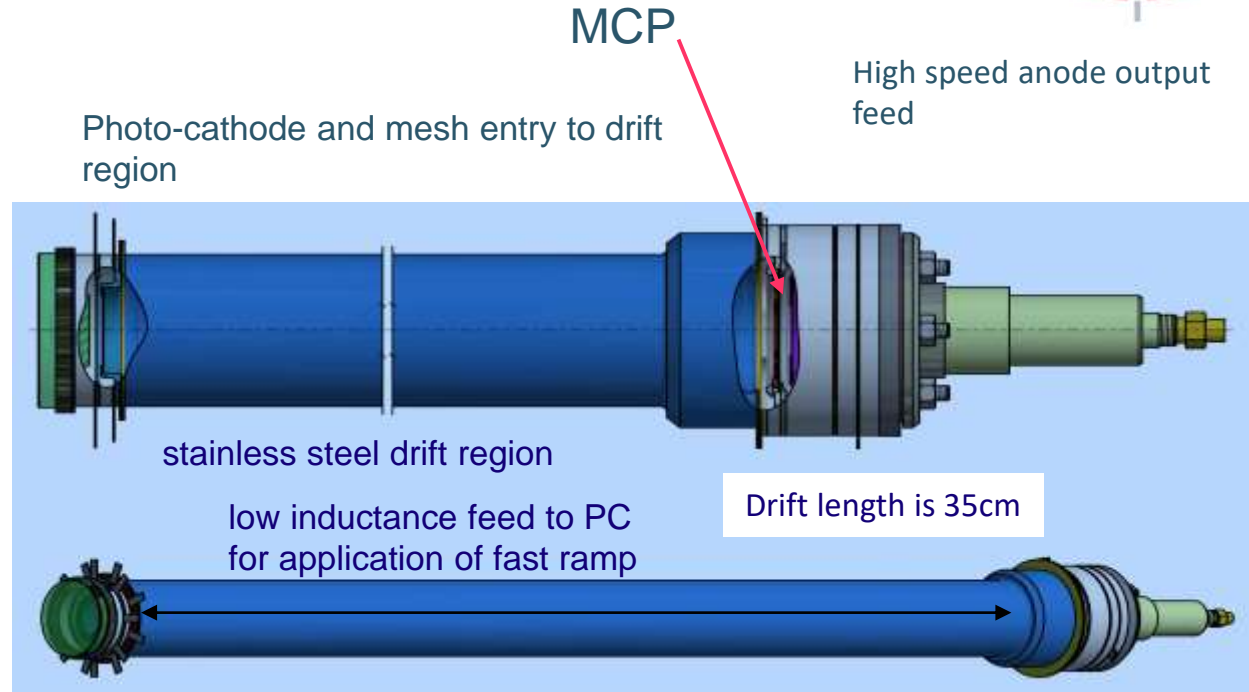 MCP
High speed anode output
feed
Photo-cathode and mesh entry to drift
region
stainless steel drift region
Drift length is 35cm
low inductance feed to PC
for application of fast ramp